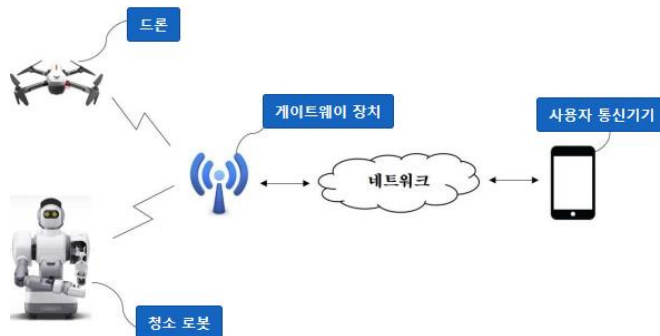 드론
게이트웨이 장치
사용자 통신기기
네트워크
청소 로봇